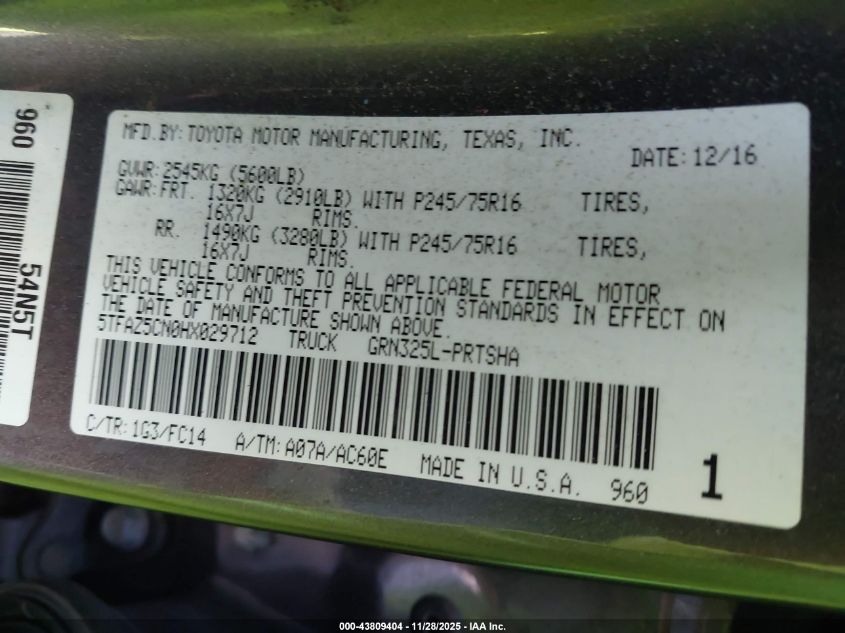 960
54N5T
MFD.BY:TOYOTA MOTOR MANUFACTURING, TEXAS, INC.
DATE:12/16
GVWR:2545KG (5600LB)
GAWR:FRT. 1320KG (2910LB) WITH P245/75R16 TIRES,
16X7J RIMS.
RR. 1490KG (3280LB) WITH P245/75R16 TIRES,
16X7J RIMS.
THIS VEHICLE CONFORMS TO ALL APPLICABLE FEDERAL MOTOR
VEHICLE SAFETY AND THEFT PREVENTION STANDARDS IN EFFECT ON
THE DATE OF MANUFACTURE SHOWN ABOVE.
5TFAZ5CN0HX029712 TRUCK GRN325L-PRTSHA
C/TR:1G3/FC14 A/TM:A07A/AC60E MADE IN U.S.A. 960 1
000-43809404 - 11/28/2025 - IAA Inc.